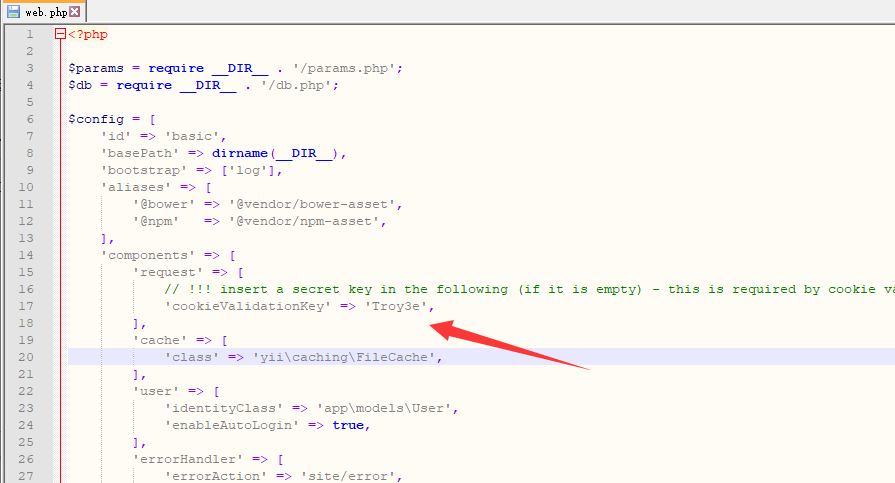 web.php
1 <?php
2
3 $params = require __DIR__ . '/params.php';
4 $db = require __DIR__ . '/db.php';
5
6 $config = [
7 'id' => 'basic',
8 'basePath' => dirname(__DIR__),
9 'bootstrap' => ['log'],
10 'aliases' => [
11 '@bower' => '@vendor/bower-asset',
12 '@npm'   => '@vendor/npm-asset',
13 ],
14 'components' => [
15 'request' => [
16 // !!! insert a secret key in the following (if it is empty) - this is required by cookie va
17 'cookieValidationKey' => 'Troy3e',
18 ],
19 'cache' => [
20 'class' => 'yii\caching\FileCache',
21 ],
22 'user' => [
23 'identityClass' => 'app\models\User',
24 'enableAutoLogin' => true,
25 ],
26 'errorHandler' => [
27 'errorAction' => 'site/error',